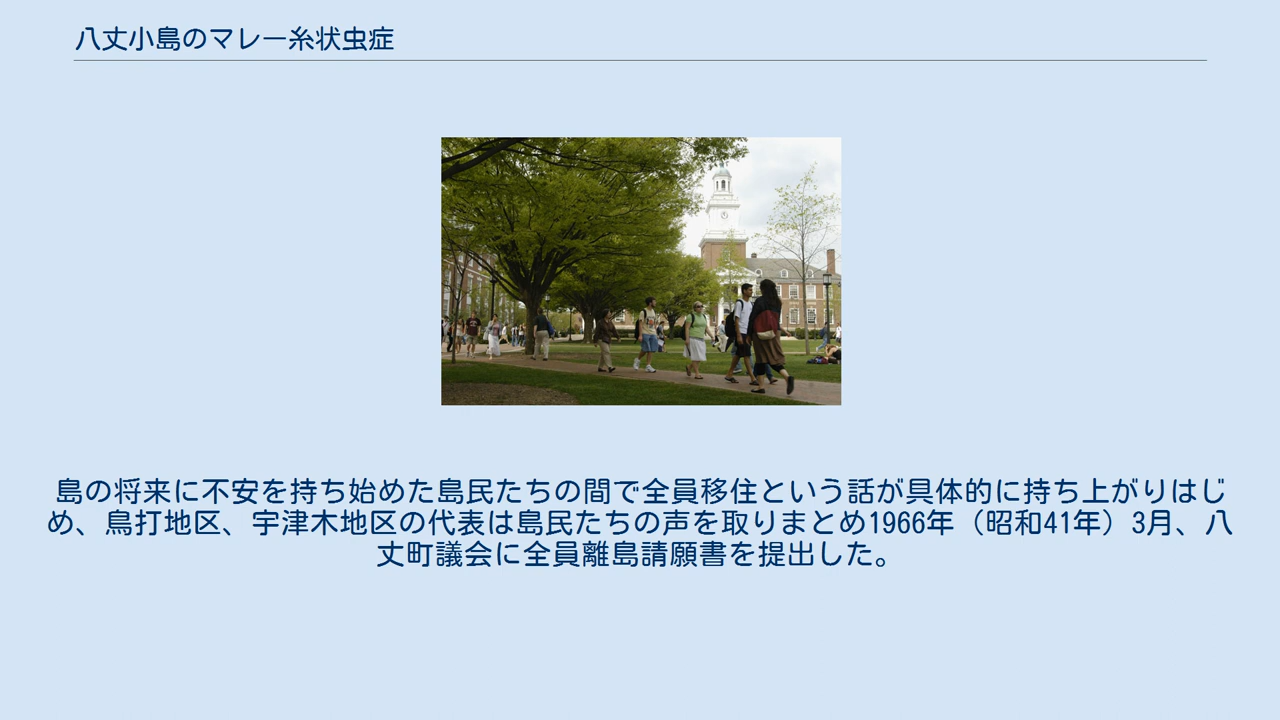 八丈小島のマレー糸状虫症
島の将来に不安を持ち始めた島民たちの間で全員移住という話が具体的に持ち上がりはじ
め、鳥打地区、宇津木地区の代表は島民たちの声を取りまとめ1966年（昭和41年）3月、八
丈町議会に全員離島請願書を提出した。